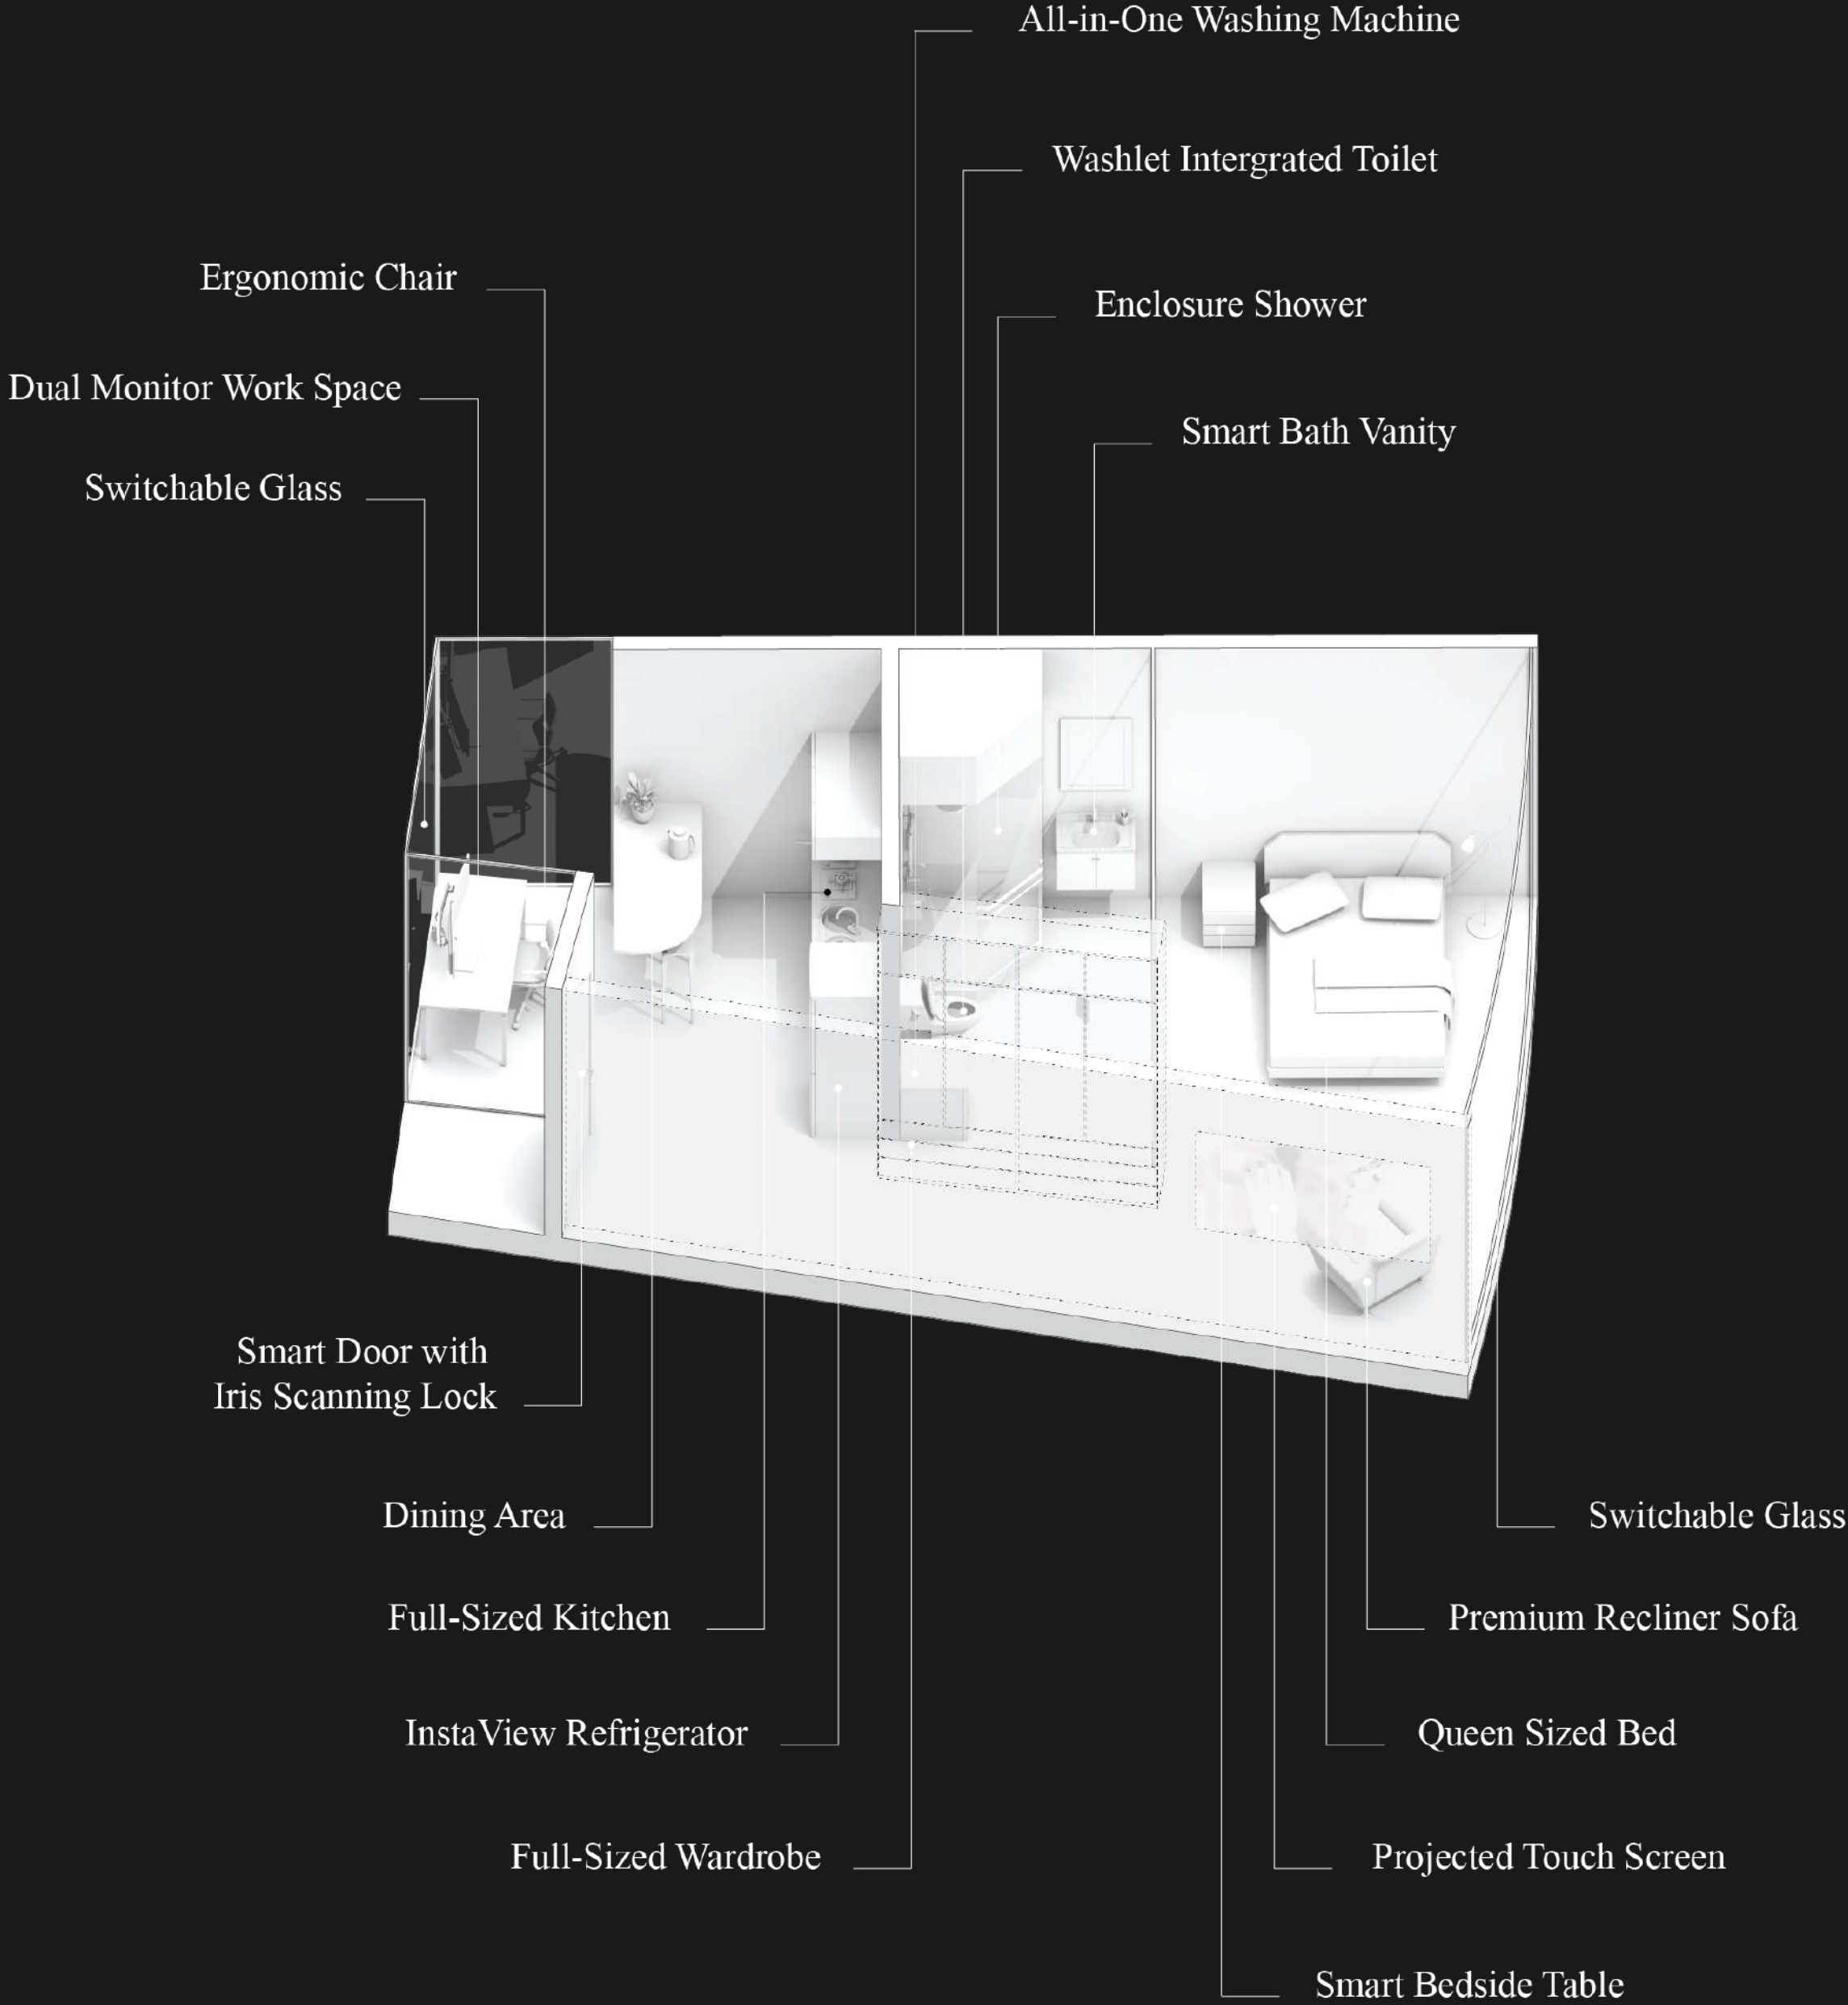 All-in-One Washing Machine
Washlet Intergrated Toilet
Ergonomic Chair
Enclosure Shower
Dual Monitor Work Space
Smart Bath Vanity
Switchable Glass
Smart Door with
Iris Scanning Lock
Dining Area
Switchable Glass
Full-Sized Kitchen
Premium Recliner Sofa
InstaView Refrigerator
Queen Sized Bed
Full-Sized Wardrobe
Projected Touch Screen
Smart Bedside Table